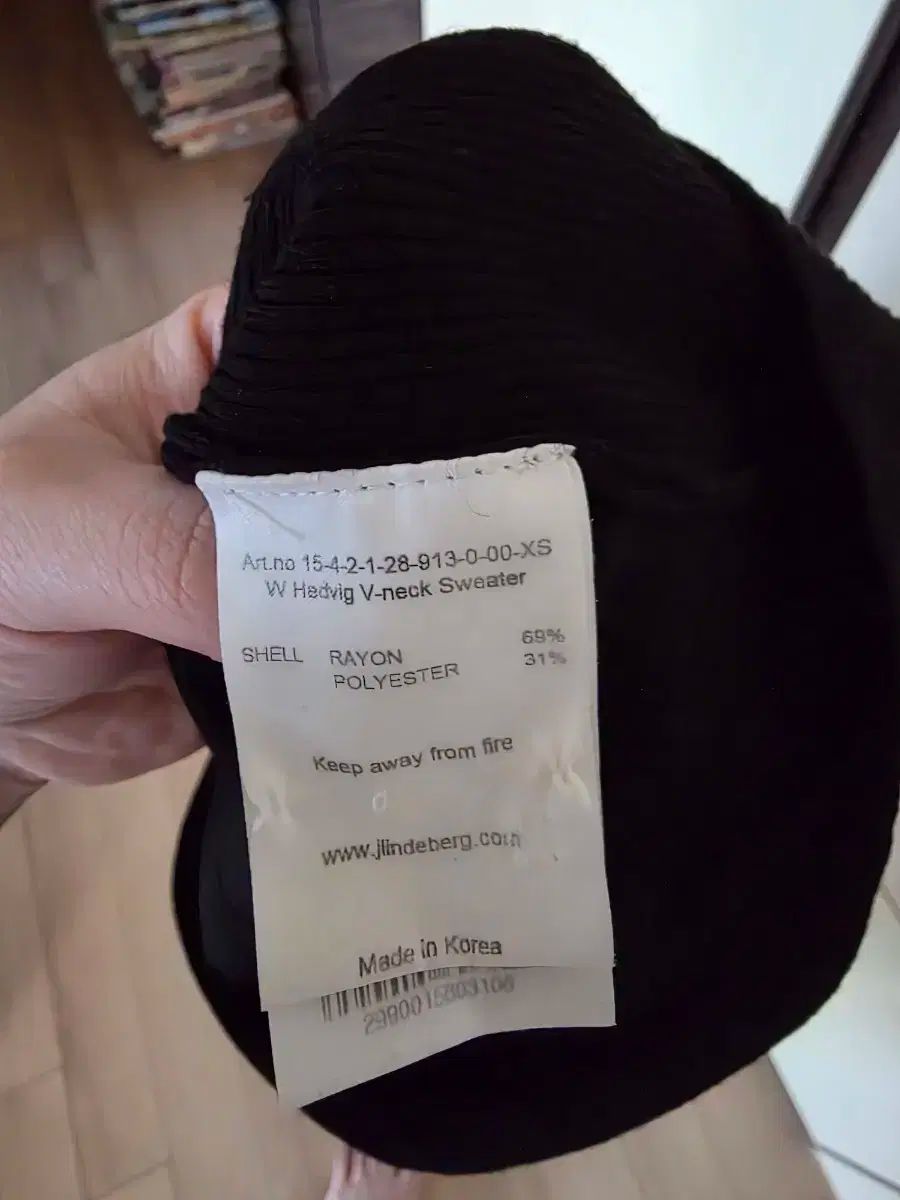 Art.no 15-4-2-1-28-913-0-00-XS
W Hedvig V-neck Sweater
SHELL RAYON 69%
POLYESTER 31%
Keep away from fire
www.jlindeberg.com
Made in Korea